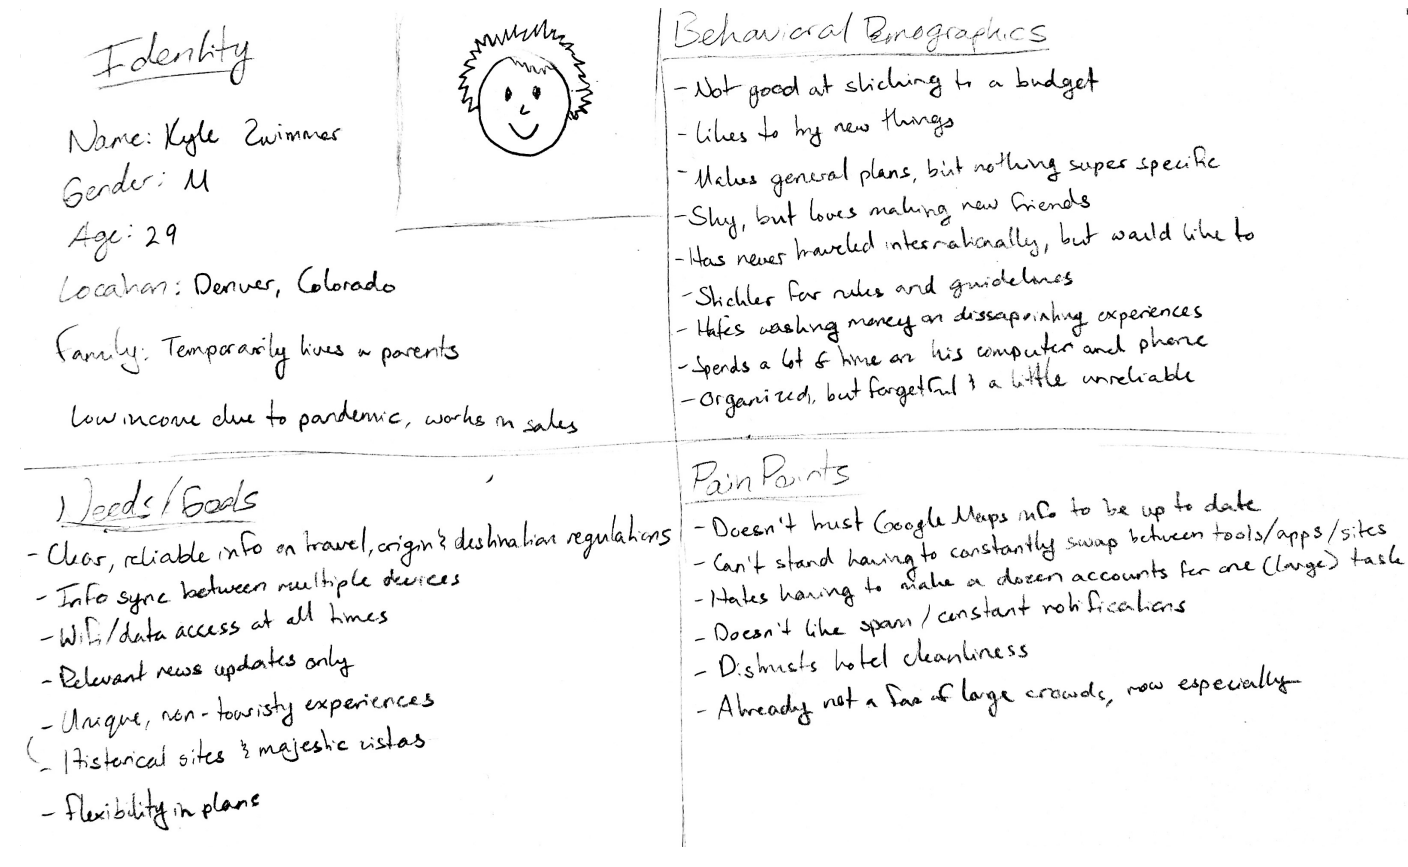 Identity
Name: Kyle Zwimmer
Gender: M
Age: 29
Location: Denver, Colorado
Family: Temporarily lives w parents
Low income due to pandemic, works in sales
Behavioral Demographics
- Not good at sticking to a budget
- Likes to try new things
- Makes general plans, but nothing super specific
- Shy, but loves making new friends
- Has never traveled internationally, but would like to
- Stickler for rules and guidelines
- Hates wasting money on dissapointing experiences
- Spends a lot of time on his computer and phone
- Organized, but forgetful & a little unreliable
Needs/Goals
- Clear, reliable info on travel, origin & destination regulations
- Info sync between multiple devices
- Wifi/data access at all times
- Relevant news updates only
- Unique, non-touristy experiences
- Historical sites & majestic vistas
- Flexibility in plans
Pain Points
- Doesn't trust Google Maps info to be up to date
- Can't stand having to constantly swap between tools/apps/sites
- Hates having to make a dozen accounts for one (large) task
- Doesn't like spam/constant notifications
- Distrusts hotel cleanliness
- Already not a fan of large crowds, now especially